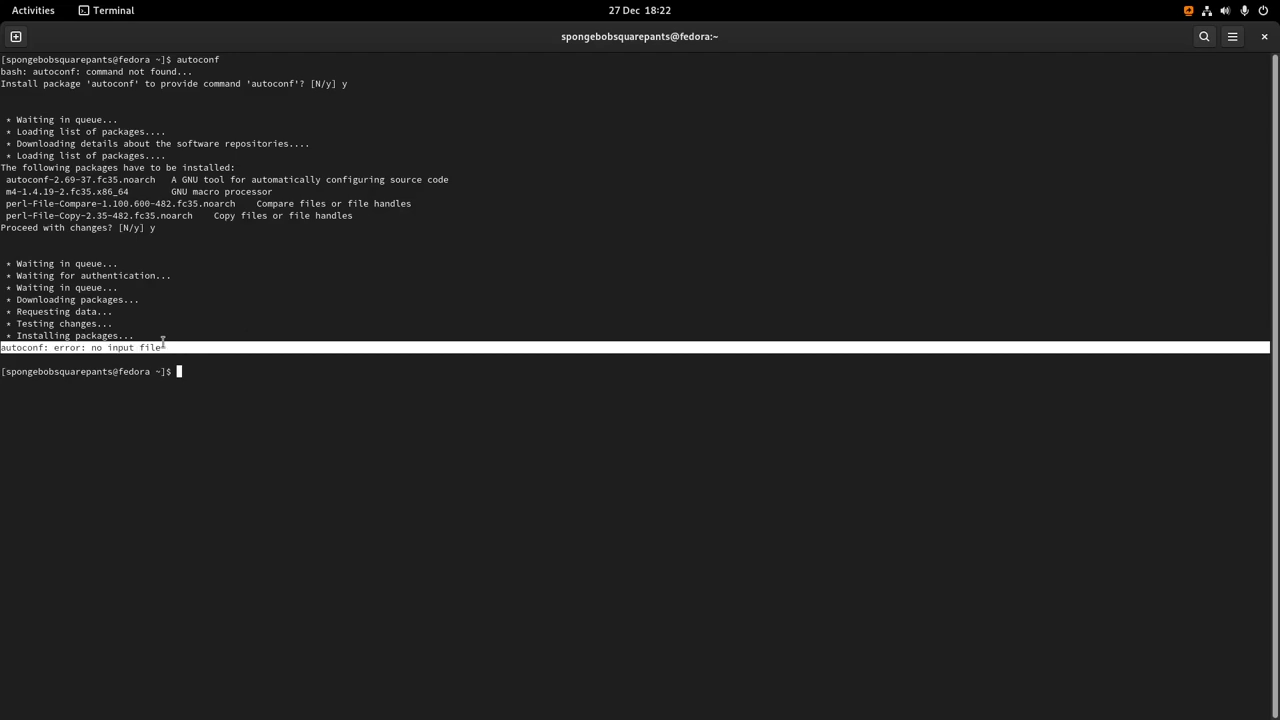 Activities
Terminal
27 Dec 18:22
spongebobsquarepants@fedora:~
[spongebobsquarepants@fedora ~]$ autoconf
bash: autoconf: command not found...
Install package 'autoconf' to provide command 'autoconf'? [N/y] y
* Waiting in queue...
* Loading list of packages....
* Downloading details about the software repositories....
* Loading list of packages....
The following packages have to be installed:
autoconf-2.69-37.fc35.noarch   A GNU tool for automatically configuring source code
m4-1.4.19-2.fc35.x86_64        GNU macro processor
perl-File-Compare-1.100.600-482.fc35.noarch    Compare files or file handles
perl-File-Copy-2.35-482.fc35.noarch    Copy files or file handles
Proceed with changes? [N/y] y
* Waiting in queue...
* Waiting for authentication...
* Waiting in queue...
* Downloading packages...
* Requesting data...
* Testing changes...
* Installing packages...
autoconf: error: no input file
[spongebobsquarepants@fedora ~]$